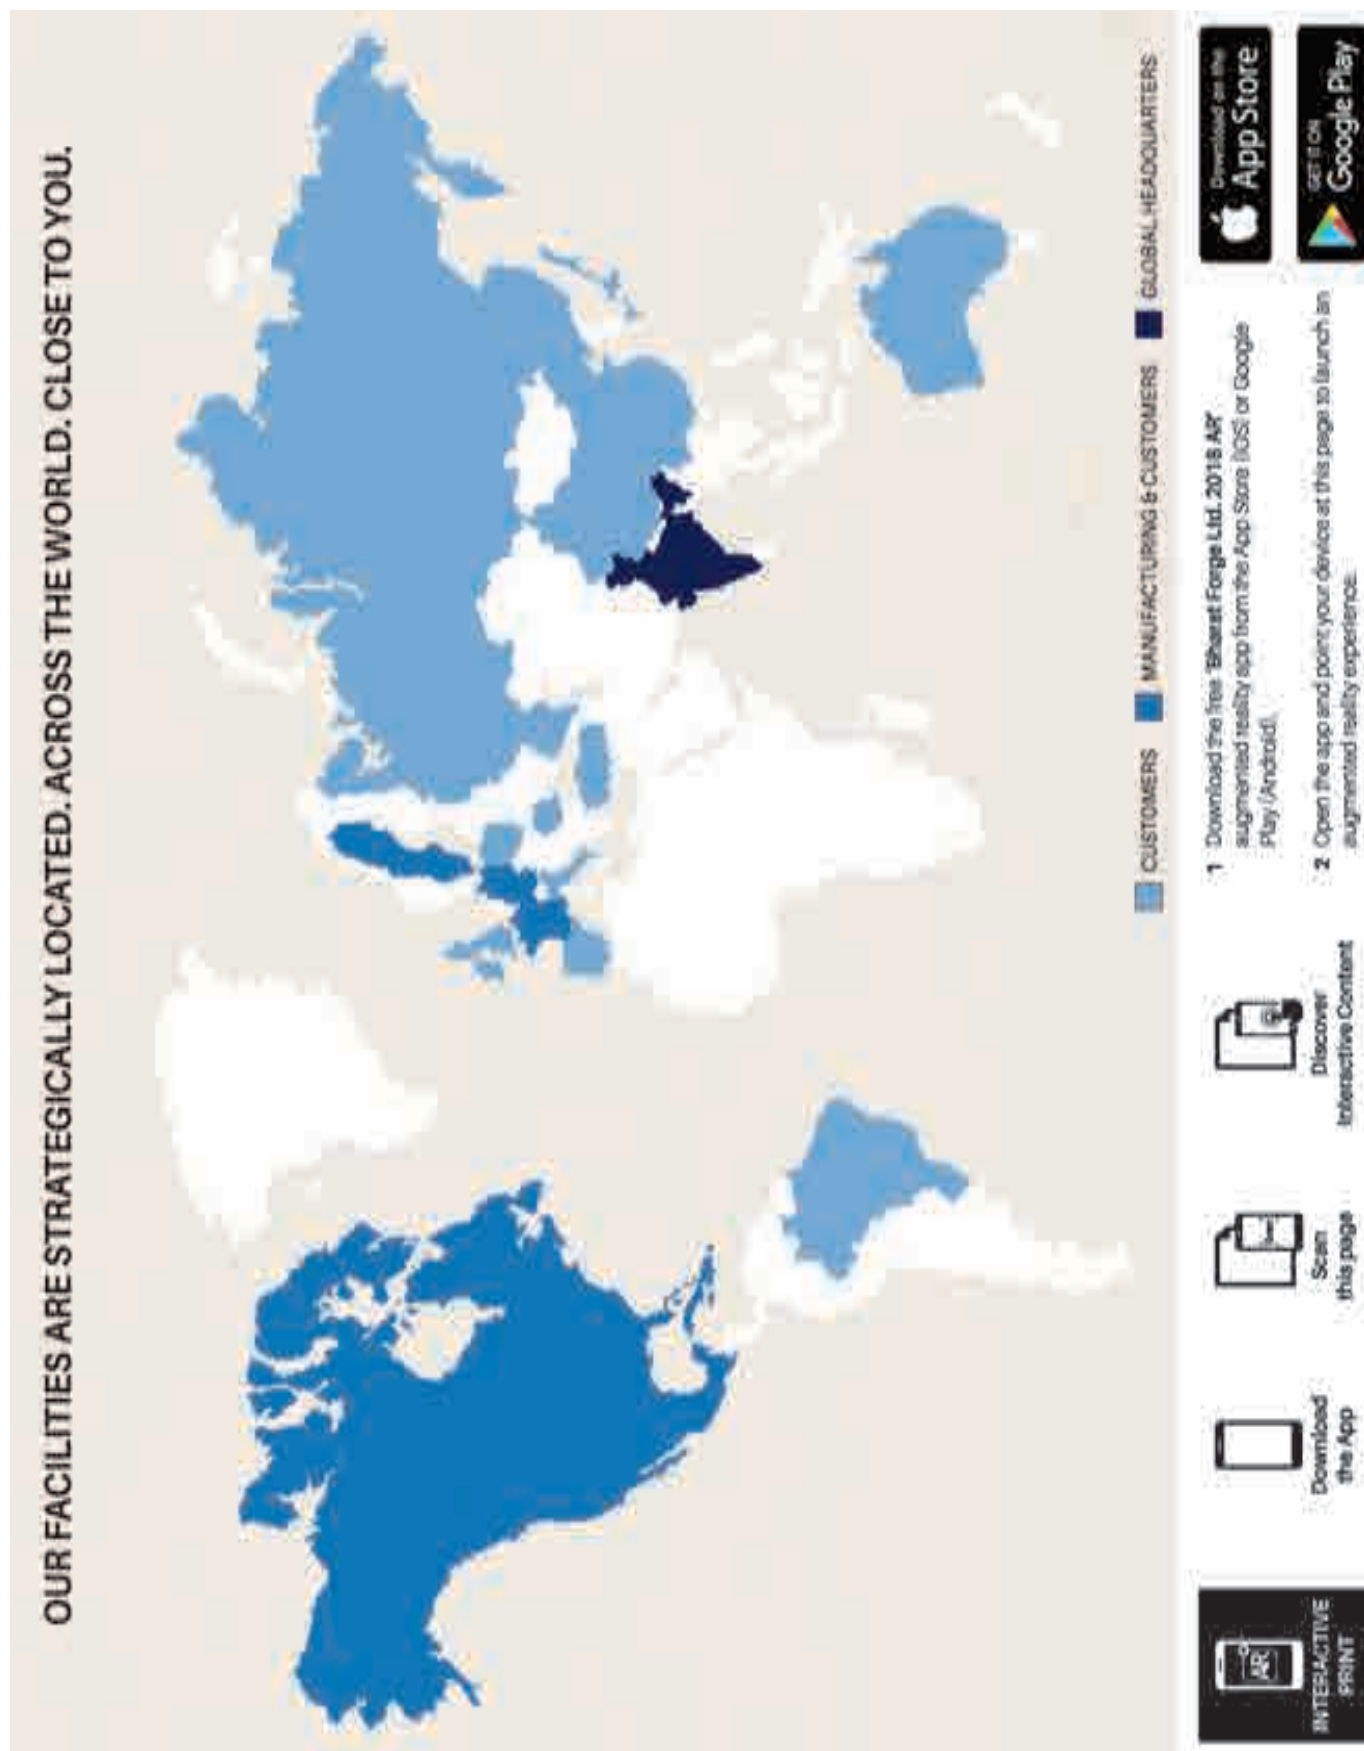 OUR FACILITIES ARE STRATEGICALLY LOCATED. ACROSS THE WORLD. CLOSE TO YOU.
CUSTOMERS
MANUFACTURING & CUSTOMERS
GLOBAL HEADQUARTERS
AR
INTERACTIVE
PRINT
Download
the App
Scan
this page
Discover
Interactive Content
1 Download the free 'Bharat Forge Ltd. 2018 AR'
augmented reality app from the App Store (iOS) or Google
Play (Android).
2 Open the app and point your device at this page to launch an
augmented reality experience.
Download on the
App Store
GET IT ON
Google Play